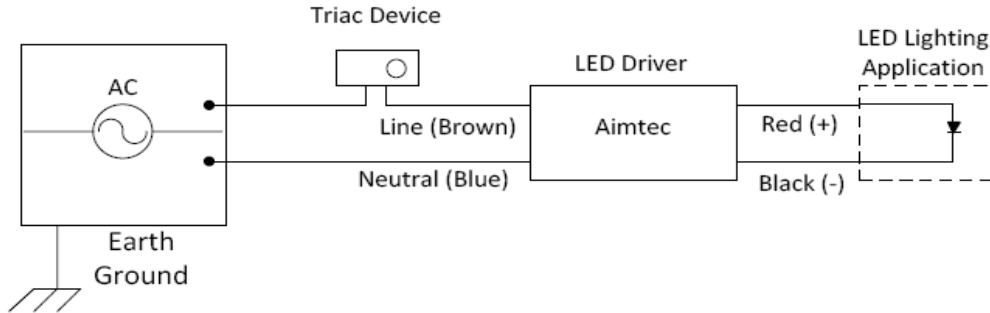 Triac Device
AC
Line (Brown)
Neutral (Blue)
Earth
Ground
LED Driver
Aimtec
Red (+)
Black (-)
LED Lighting
Application